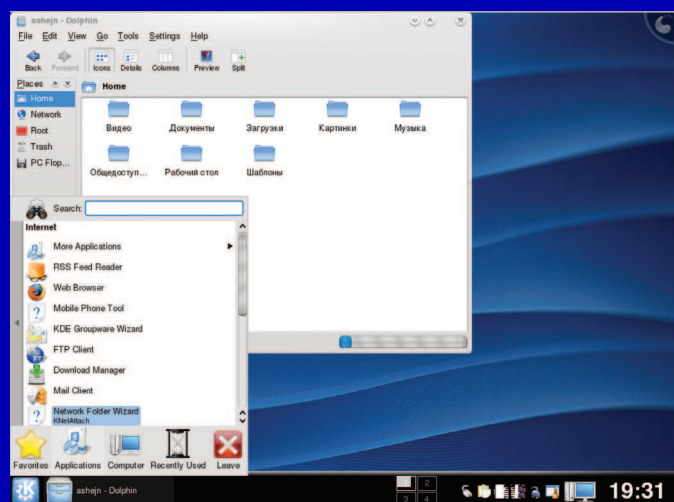 ashejn - Dolphin
File Edit View Go Tools Settings Help
Back Forward Icons Details Columns Preview Split
Places
Home
Home
Network
Root
Trash
PC Flop...
Видео Документы Загрузки Картинки Музыка
Общедоступ... Рабочий стол Шаблоны
Search:
Internet
More Applications
RSS Feed Reader
Web Browser
Mobile Phone Tool
KDE Groupware Wizard
FTP Client
Download Manager
Mail Client
Network Folder Wizard
KNetAttach
Favorites Applications Computer Recently Used Leave
ashejn - Dolphin
1 2
3 4
19:31